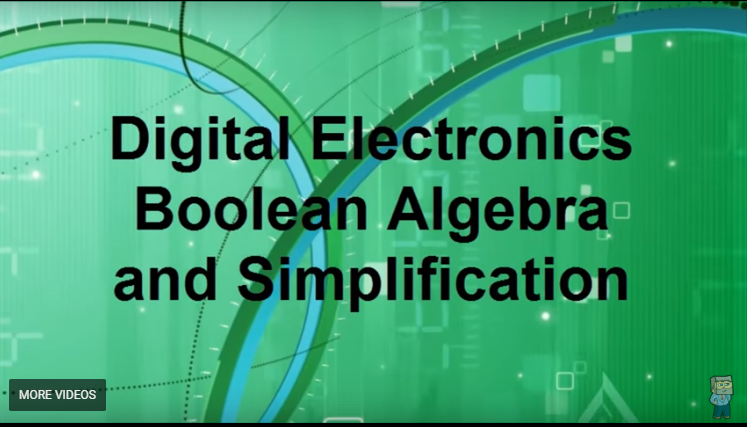 Digital Electronics
Boolean Algebra
and Simplification
MORE VIDEOS